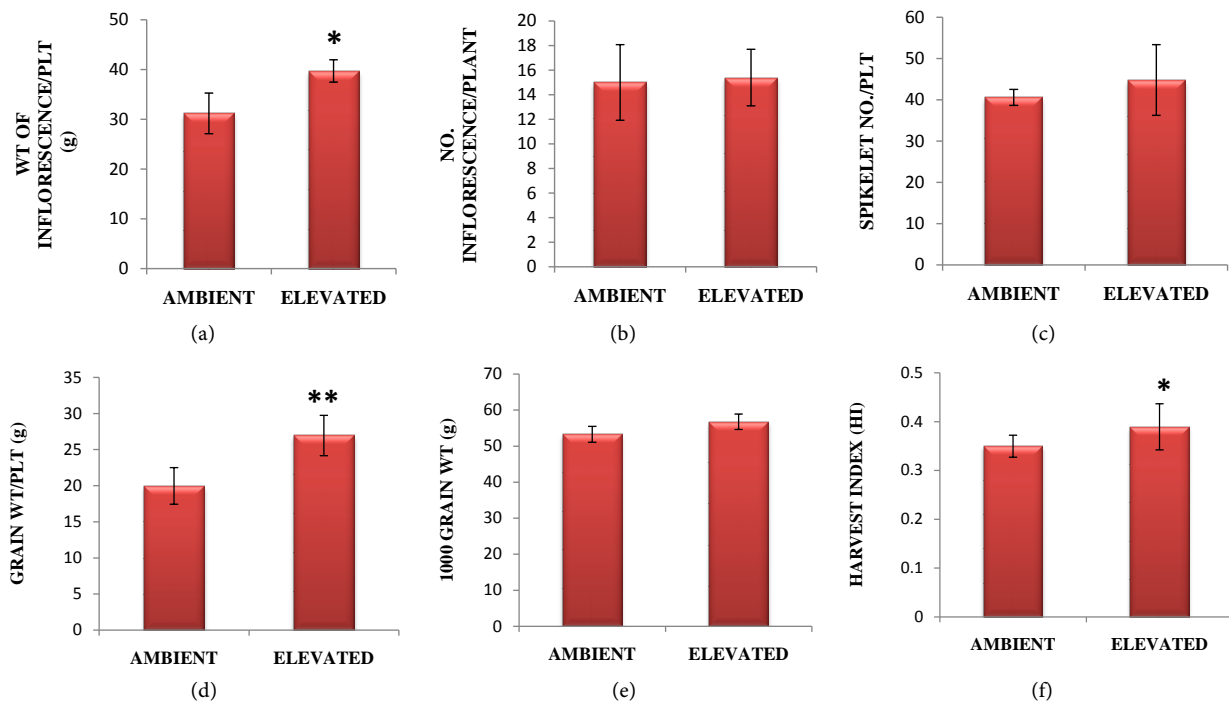 WT OF
INFLORESCENCE/PLT
(g)
50
40
30
20
10
0
*
AMBIENT ELEVATED
(a)
NO.
INFLORESCENCE/PLANT
20
18
16
14
12
10
8
6
4
2
0
AMBIENT ELEVATED
(b)
SPIKELET NO./PLT
60
50
40
30
20
10
0
AMBIENT ELEVATED
(c)
GRAIN WT/PLT (g)
35
30
25
20
15
10
5
0
**
AMBIENT ELEVATED
(d)
1000 GRAIN WT (g)
70
60
50
40
30
20
10
0
AMBIENT ELEVATED
(e)
HARVEST INDEX (HI)
0.5
0.4
0.3
0.2
0.1
0
*
AMBIENT ELEVATED
(f)